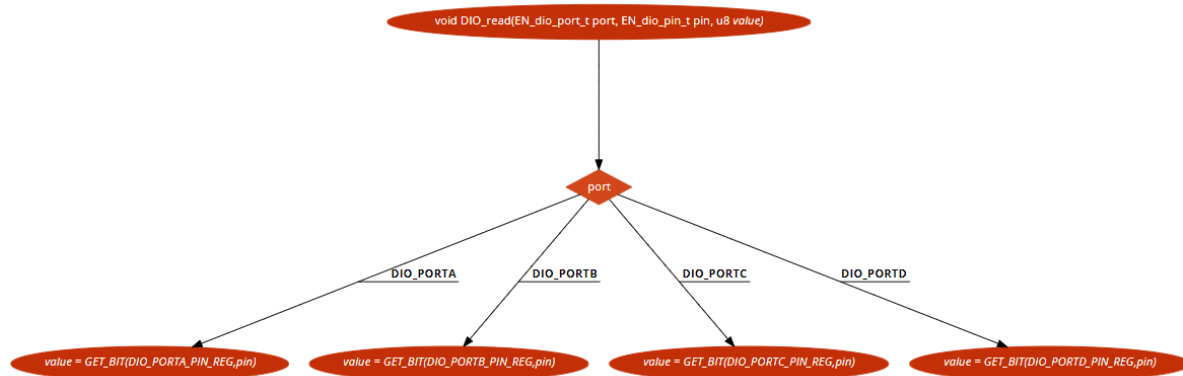 void DIO_read(EN_dio_port_t port, EN_dio_pin_t pin, u8 value)
port
DIO_PORTA
DIO_PORTB
DIO_PORTC
DIO_PORTD
value = GET_BIT(DIO_PORTA_PIN_REG,pin)
value = GET_BIT(DIO_PORTB_PIN_REG,pin)
value = GET_BIT(DIO_PORTC_PIN_REG,pin)
value = GET_BIT(DIO_PORTD_PIN_REG,pin)